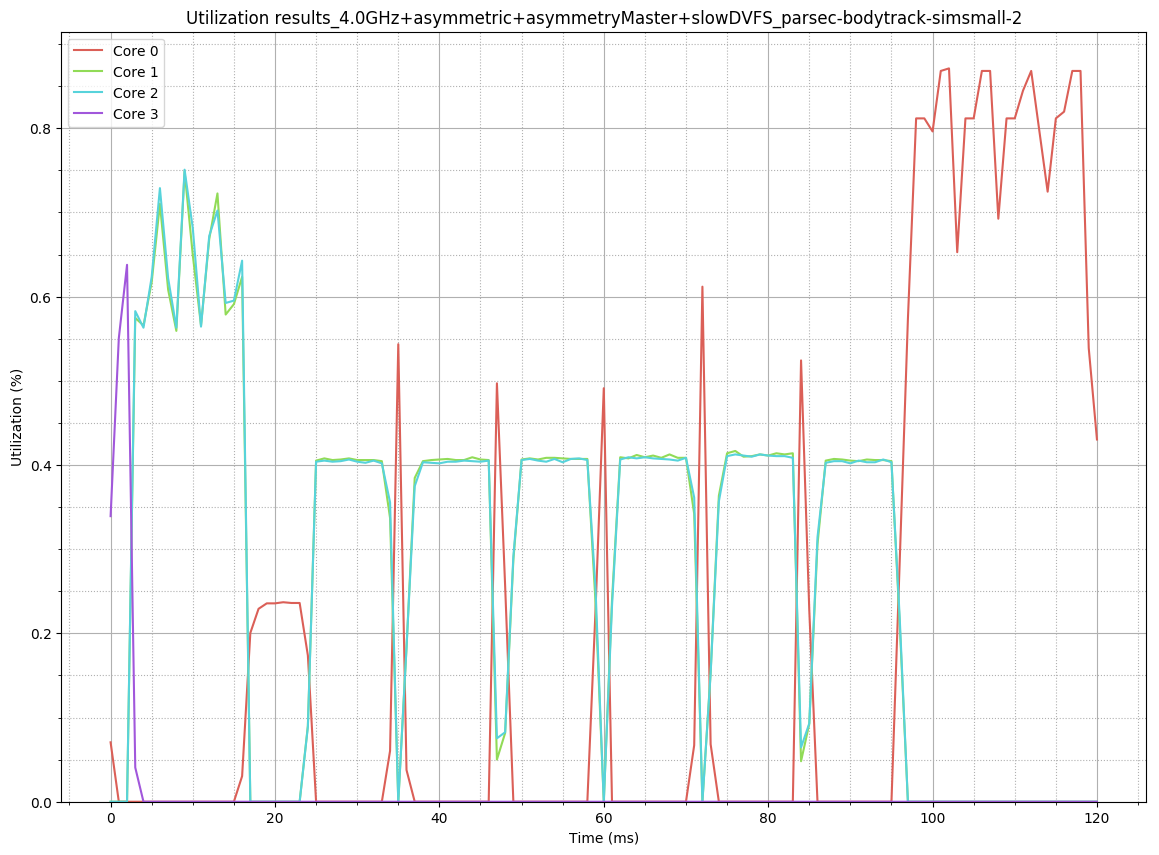 Utilization results_4.0GHz+asymmetric+asymmetryMaster+slowDVFS_parsec-bodytrack-simsmall-2
Core 0
Core 1
Core 2
Core 3
Utilization (%)
0.8
0.6
0.4
0.2
0.0
0 20 40 60 80 100 120
Time (ms)